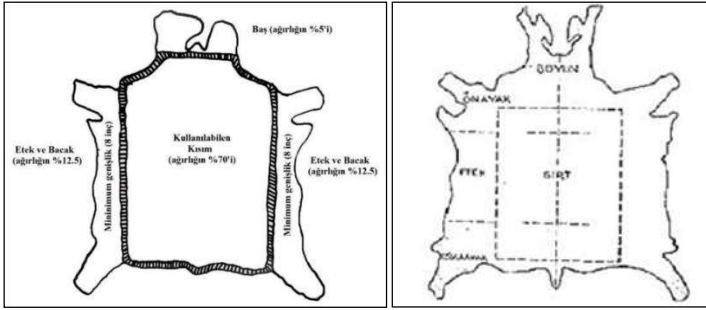 Baş (ağırlığın %5'i)
Kullanılabilen
Kısım
(ağırlığın %70'i)
Etek ve Bacak
(ağırlığın %12.5)
Mininimum genişlik (8 inç)
Minimum genişlik (8 inç)
Etek ve Bacak
(ağırlığın %12.5)
BOYUN
ÖNAYAK
ETEK
SIRT